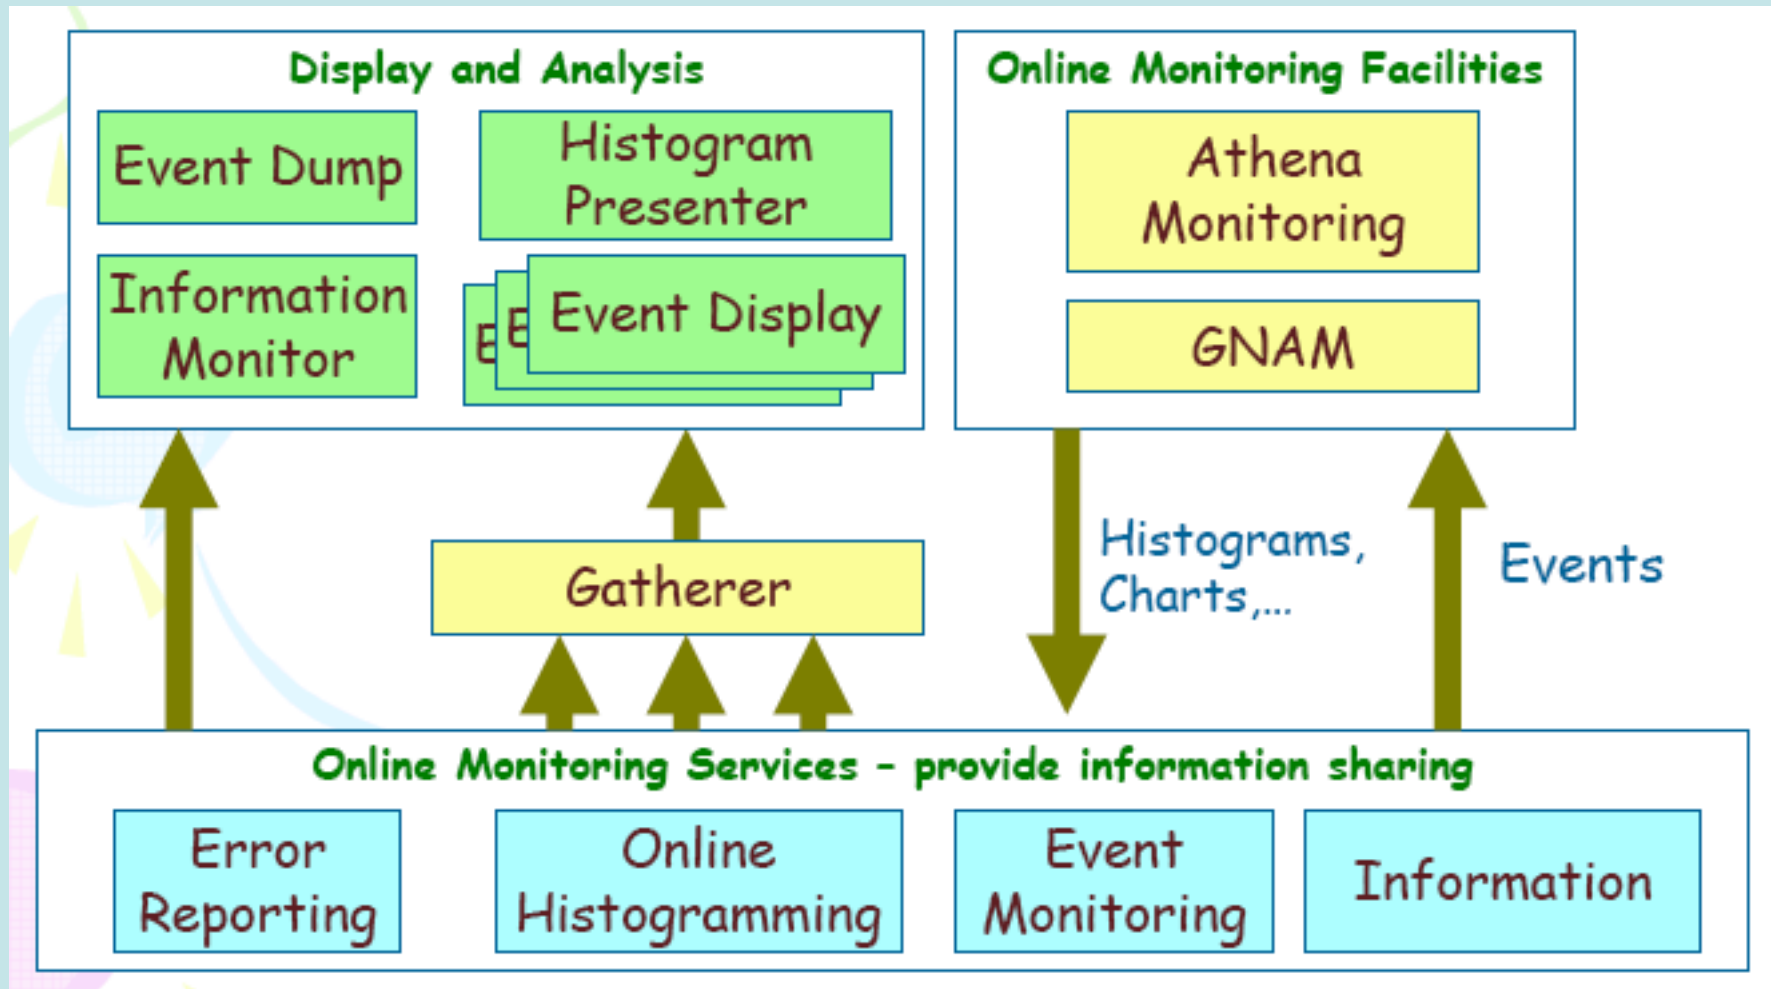 Display and Analysis
Event Dump
Histogram
Presenter
Information
Monitor
E
E
Event Display
Online Monitoring Facilities
Athena
Monitoring
GNAM
Gatherer
Histograms,
Charts,...
Events
Online Monitoring Services - provide information sharing
Error
Reporting
Online
Histogramming
Event
Monitoring
Information